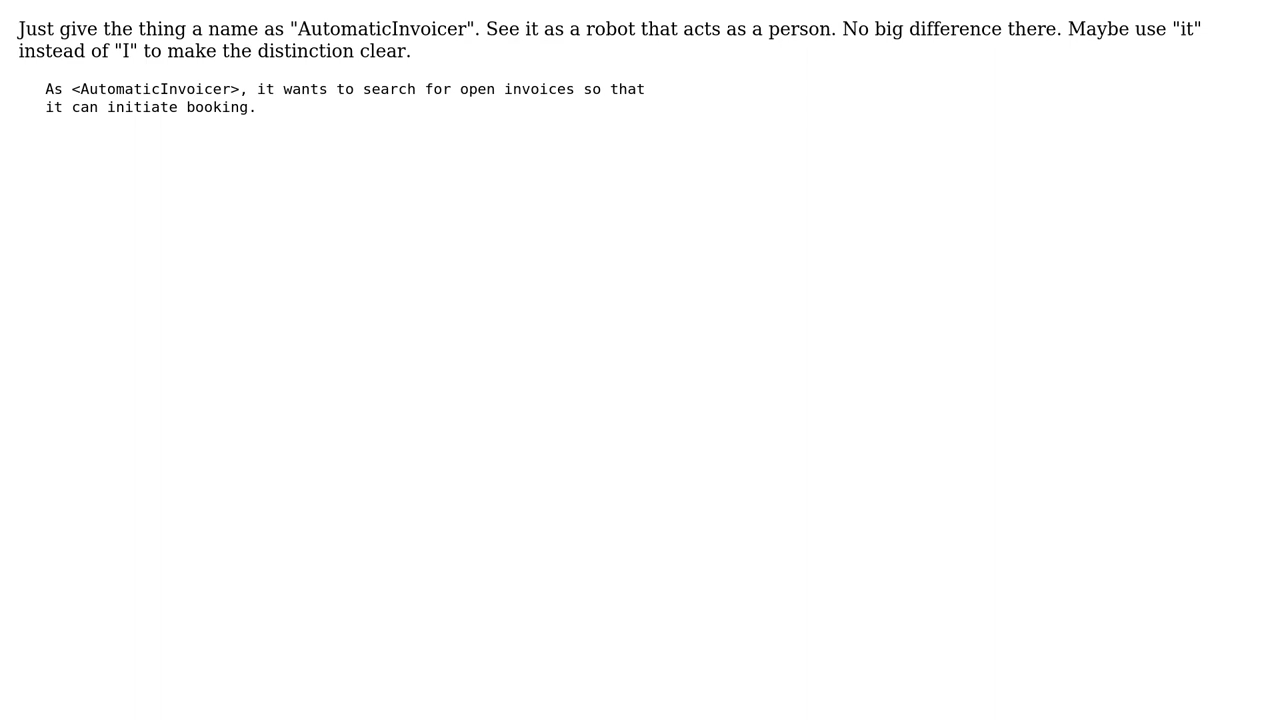 Just give the thing a name as "AutomaticInvoicer". See it as a robot that acts as a person. No big difference there. Maybe use "it"
instead of "I" to make the distinction clear.
As <AutomaticInvoicer>, it wants to search for open invoices so that
it can initiate booking.